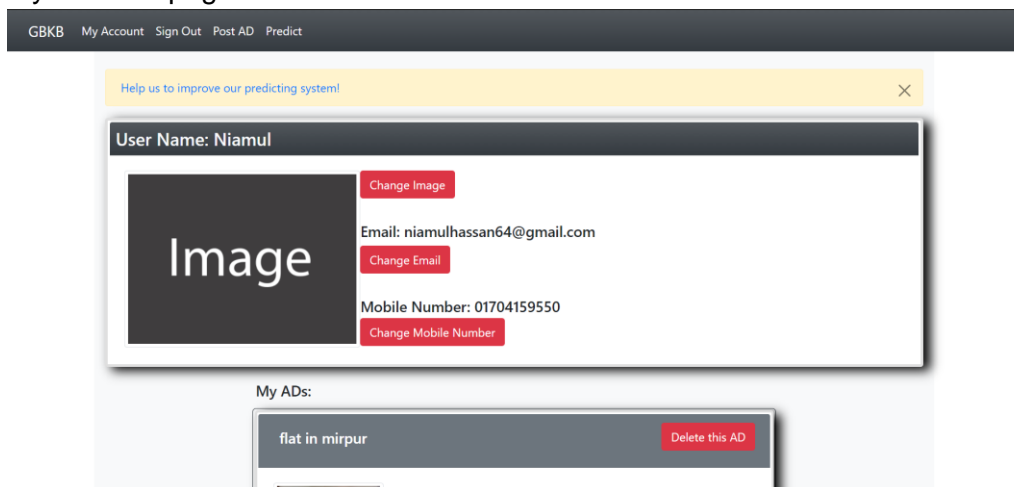 GBKB My Account Sign Out Post AD Predict
Help us to improve our predicting system!
User Name: Niamul
Image
Change Image
Email: niamulhassan64@gmail.com
Change Email
Mobile Number: 01704159550
Change Mobile Number
My ADs:
flat in mirpur
Delete this AD